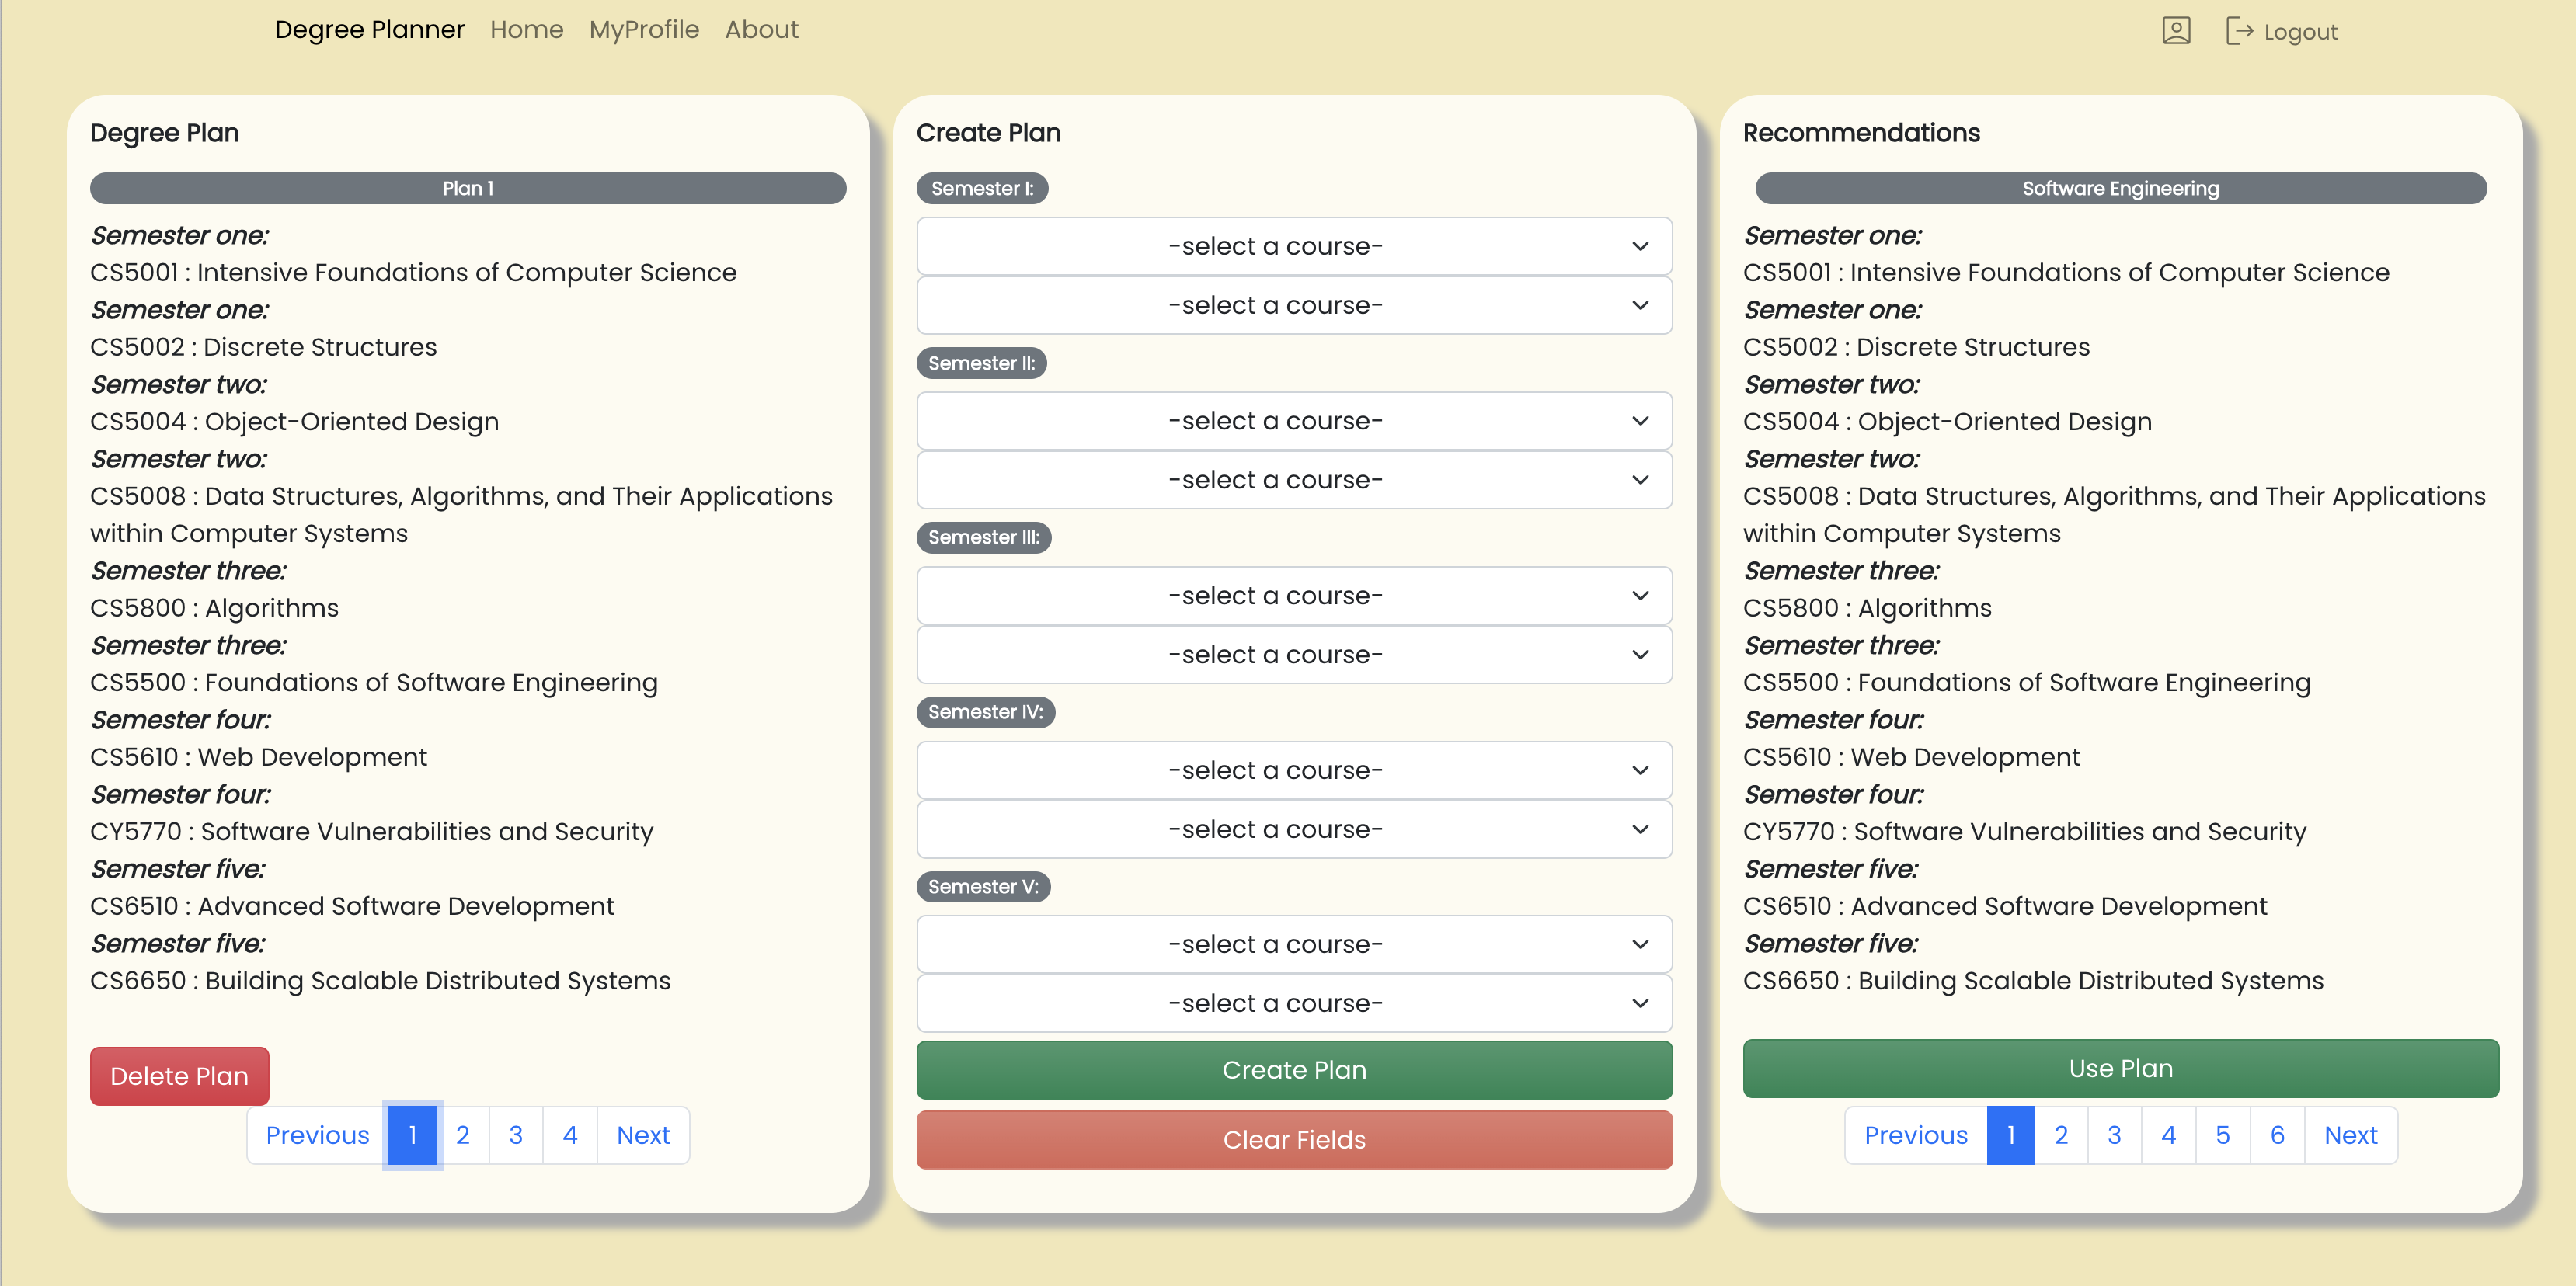 Degree Planner Home MyProfile About Logout
Degree Plan
Plan 1
Semester one:
CS5001 : Intensive Foundations of Computer Science
Semester one:
CS5002 : Discrete Structures
Semester two:
CS5004 : Object-Oriented Design
Semester two:
CS5008 : Data Structures, Algorithms, and Their Applications
within Computer Systems
Semester three:
CS5800 : Algorithms
Semester three:
CS5500 : Foundations of Software Engineering
Semester four:
CS5610 : Web Development
Semester four:
CY5770 : Software Vulnerabilities and Security
Semester five:
CS6510 : Advanced Software Development
Semester five:
CS6650 : Building Scalable Distributed Systems
Delete Plan
Previous 1 2 3 4 Next
Create Plan
Semester I:
-select a course-
-select a course-
Semester II:
-select a course-
-select a course-
Semester III:
-select a course-
-select a course-
Semester IV:
-select a course-
-select a course-
Semester V:
-select a course-
-select a course-
Create Plan
Clear Fields
Recommendations
Software Engineering
Semester one:
CS5001 : Intensive Foundations of Computer Science
Semester one:
CS5002 : Discrete Structures
Semester two:
CS5004 : Object-Oriented Design
Semester two:
CS5008 : Data Structures, Algorithms, and Their Applications
within Computer Systems
Semester three:
CS5800 : Algorithms
Semester three:
CS5500 : Foundations of Software Engineering
Semester four:
CS5610 : Web Development
Semester four:
CY5770 : Software Vulnerabilities and Security
Semester five:
CS6510 : Advanced Software Development
Semester five:
CS6650 : Building Scalable Distributed Systems
Use Plan
Previous 1 2 3 4 5 6 Next